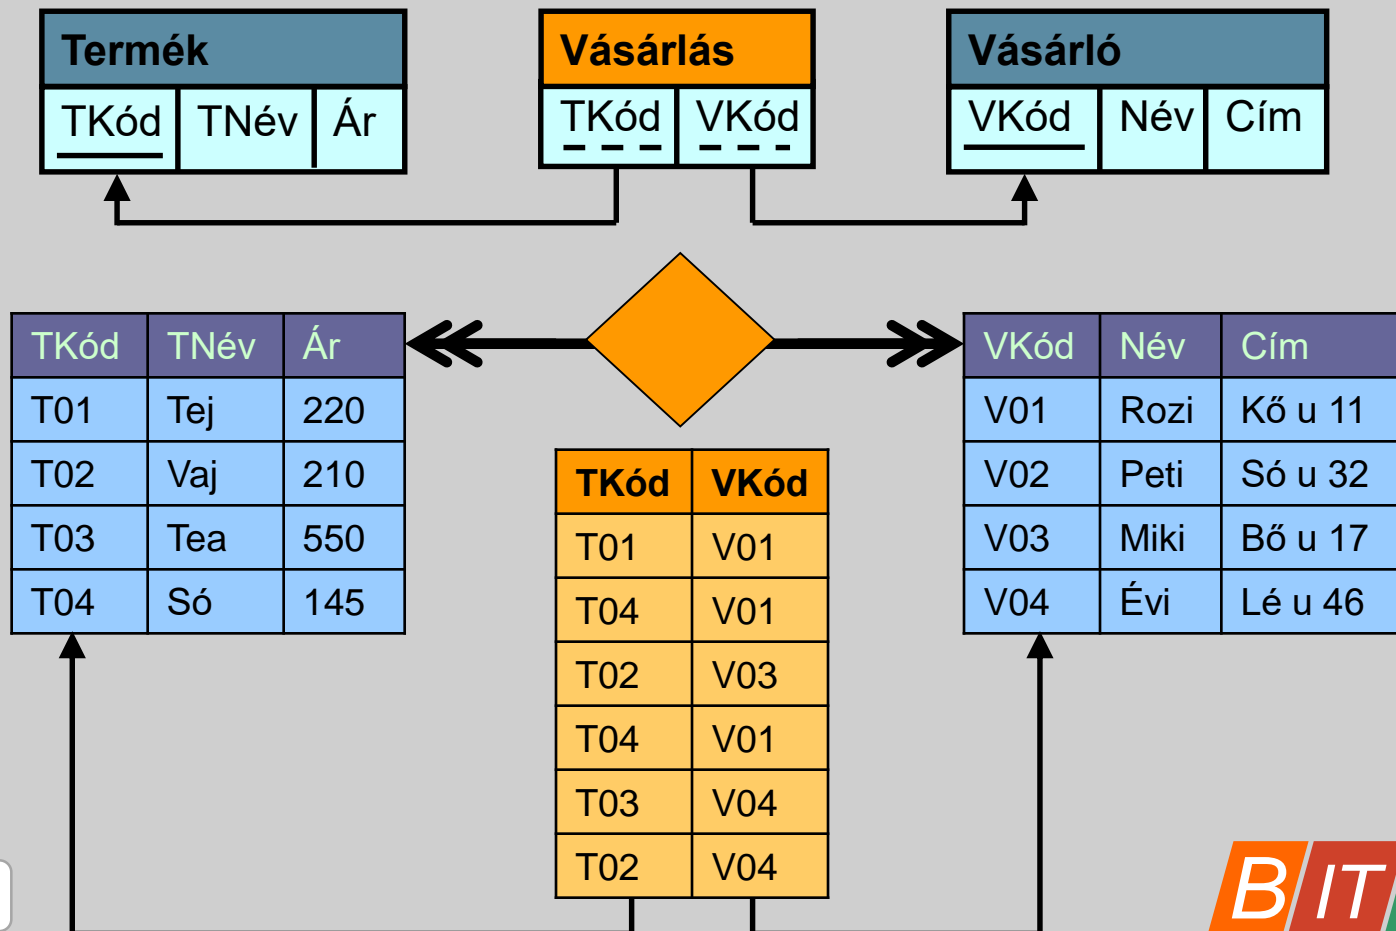 Termék
TKód TNév Ár
Vásárlás
TKód VKód
Vásárló
VKód Név Cím
TKód TNév Ár
T01 Tej 220
T02 Vaj 210
T03 Tea 550
T04 Só 145
TKód VKód
T01 V01
T04 V01
T02 V03
T04 V01
T03 V04
T02 V04
VKód Név Cím
V01 Rozi Kő u 11
V02 Peti Só u 32
V03 Miki Bő u 17
V04 Évi Lé u 46
B IT